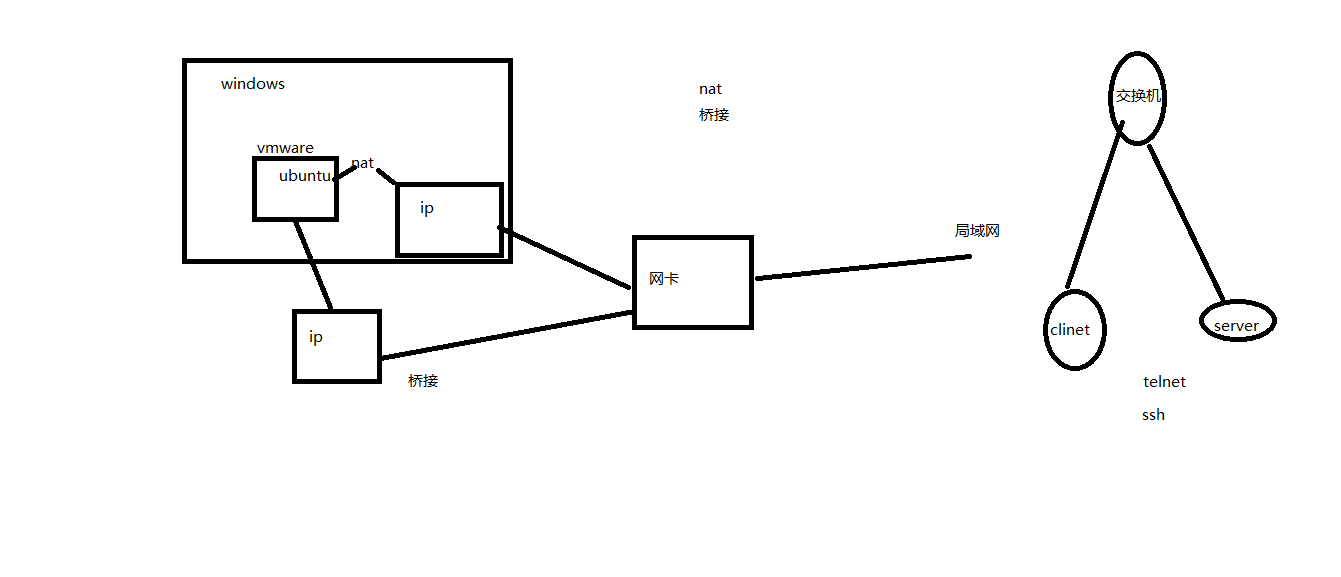 windows
vmware
ubuntu
nat
ip
ip
桥接
nat
桥接
网卡
局域网
交换机
clinet
server
telnet
ssh